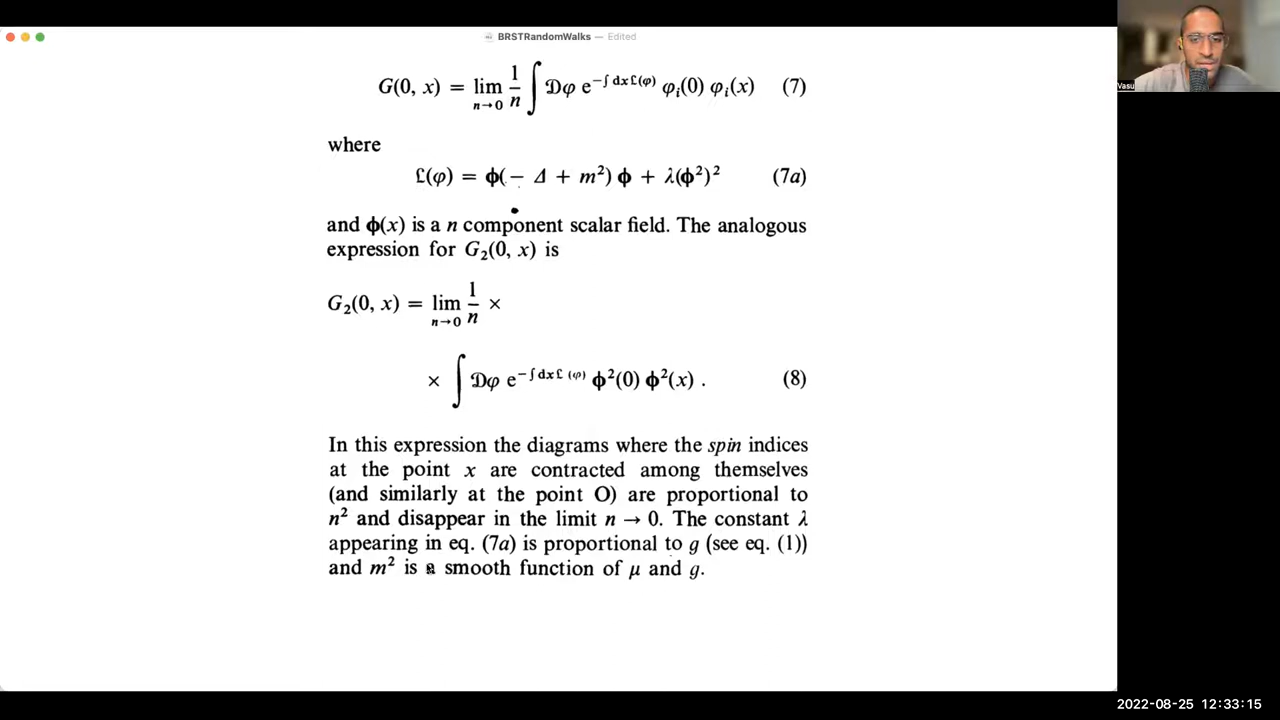 BRSTRandomWalks — Edited
G(0, x) = lim n→0 1/n ∫ 𝔇φ e^{−∫dx£(φ)} φᵢ(0) φᵢ(x) (7)
where
£(φ) = ϕ(− Δ + m²) ϕ + λ(ϕ²)² (7a)
and ϕ(x) is a n component scalar field. The analogous
expression for G₂(0, x) is
G₂(0, x) = lim n→0 1/n ×
× ∫ 𝔇φ e^{−∫dx£(φ)} ϕ²(0) ϕ²(x) . (8)
In this expression the diagrams where the spin indices
at the point x are contracted among themselves
(and similarly at the point O) are proportional to
n² and disappear in the limit n → 0. The constant λ
appearing in eq. (7a) is proportional to g (see eq. (1))
and m² is a smooth function of μ and g.
Vasu
2022-08-25 12:33:15